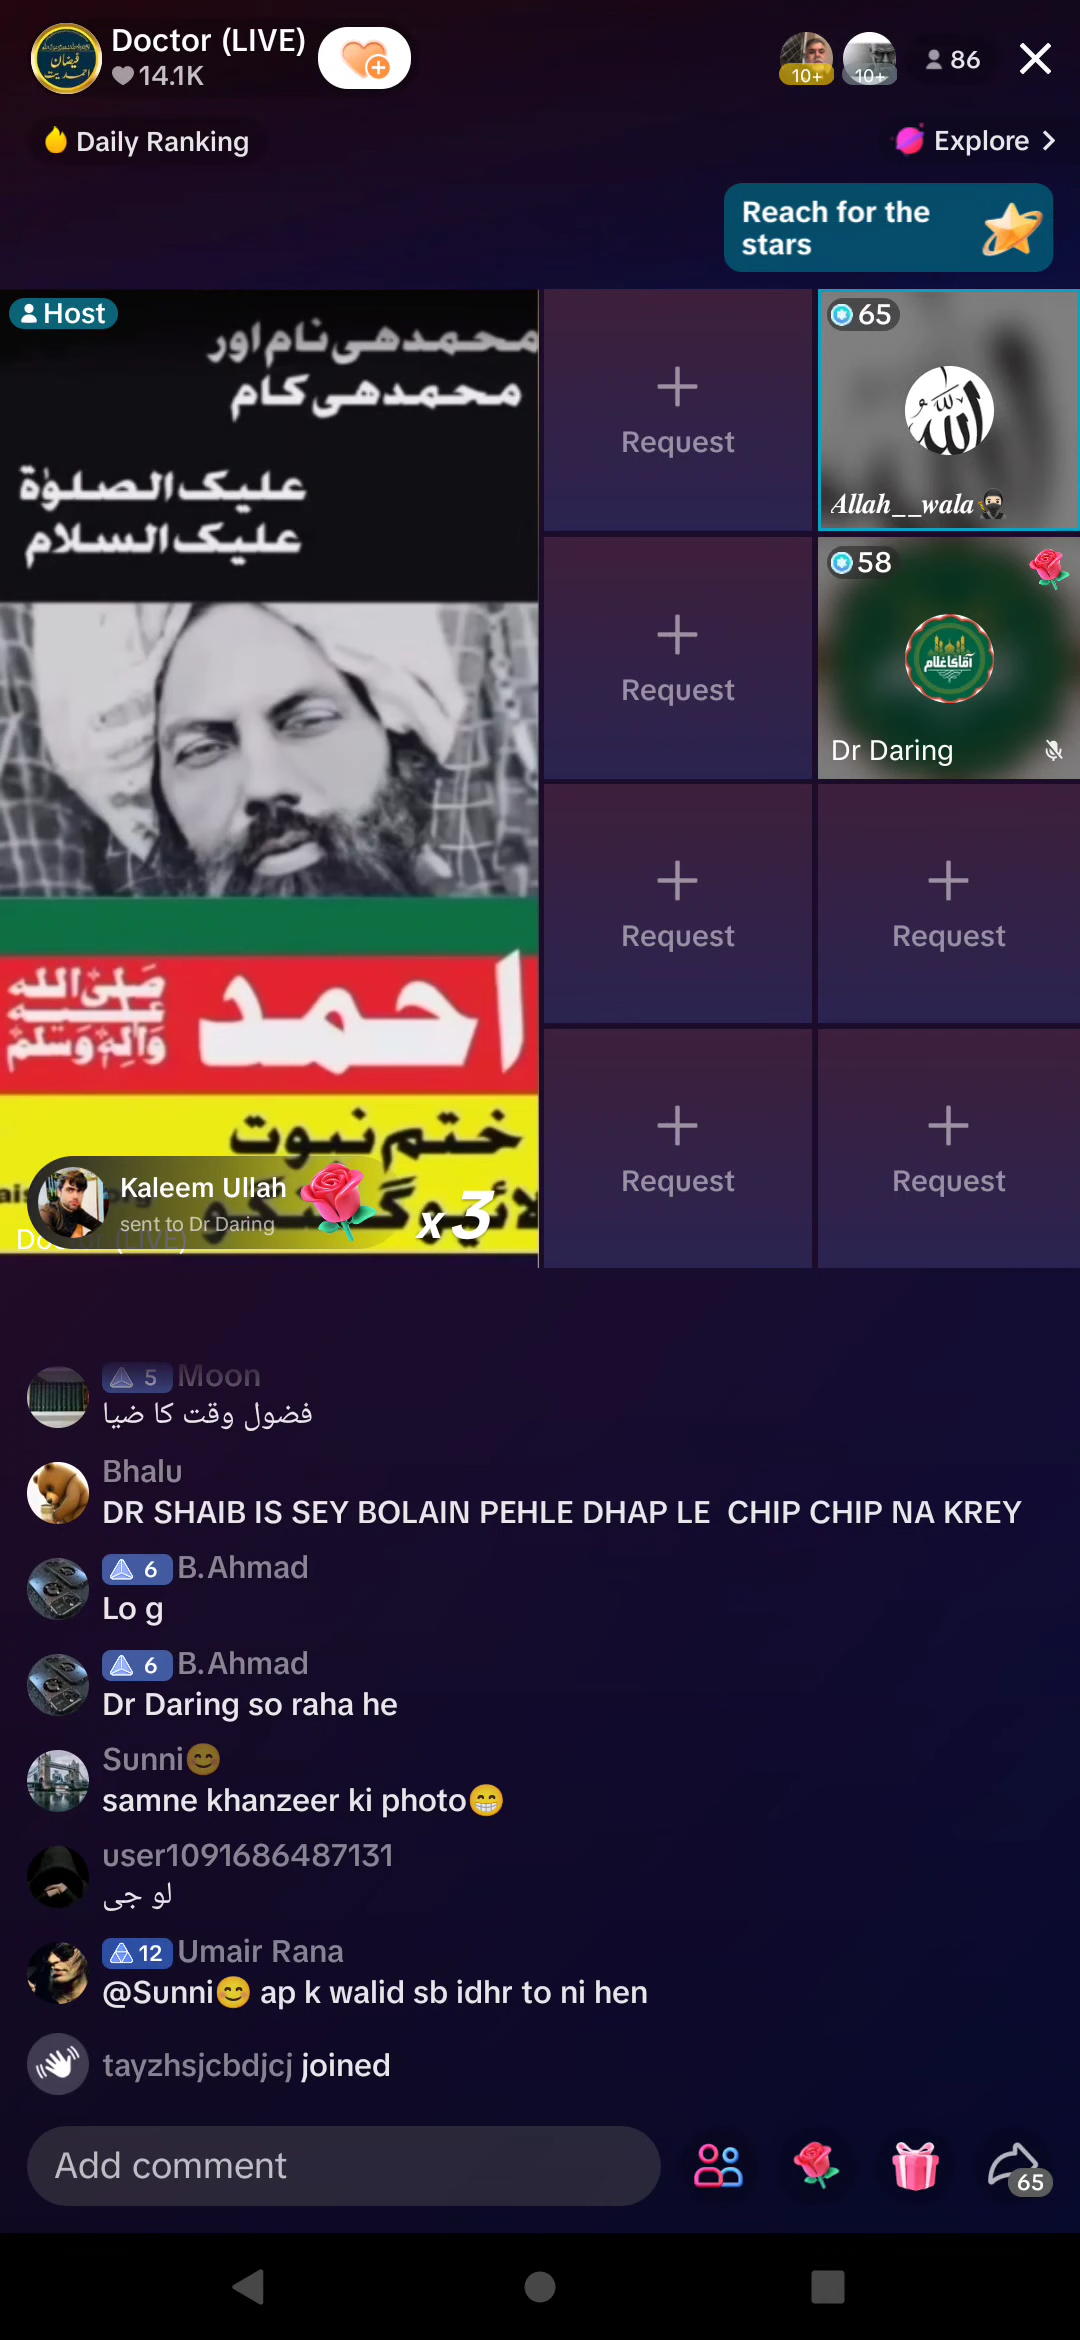 Doctor (LIVE)
14.1K
10+
10+
86
Daily Ranking
Explore
Reach for the
stars
Host
محمدھی نام اور
محمدھی کام
علیک الصلوٰة
علیک السلام
احمد
صلی اللہ
علیہ
وآلہ وسلم
ختم نبوت
Kaleem Ullah
sent to Dr Daring
x3
Request
65
Allah__wala
Request
58
آقا کا غلام
Dr Daring
Request
Request
Request
Request
5 Moon
فضول وقت کا ضیا
Bhalu
DR SHAIB IS SEY BOLAIN PEHLE DHAP LE CHIP CHIP NA KREY
6 B.Ahmad
Lo g
6 B.Ahmad
Dr Daring so raha he
Sunni😊
samne khanzeer ki photo😁
user1091686487131
لو جی
12 Umair Rana
@Sunni😊 ap k walid sb idhr to ni hen
tayzhsjcbdjcj joined
Add comment
65